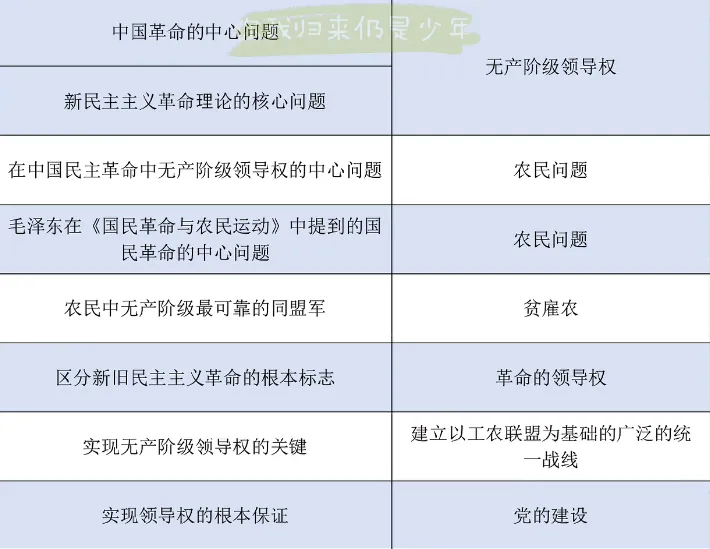 归来仍是少年
中国革命的中心问题
无产阶级领导权
新民主主义革命理论的核心问题
在中国民主革命中无产阶级领导权的中心问题
农民问题
毛泽东在《国民革命与农民运动》中提到的国
民革命的中心问题
农民问题
农民中无产阶级最可靠的同盟军
贫雇农
区分新旧民主主义革命的根本标志
革命的领导权
实现无产阶级领导权的关键
建立以工农联盟为基础的广泛的统
一战线
实现领导权的根本保证
党的建设